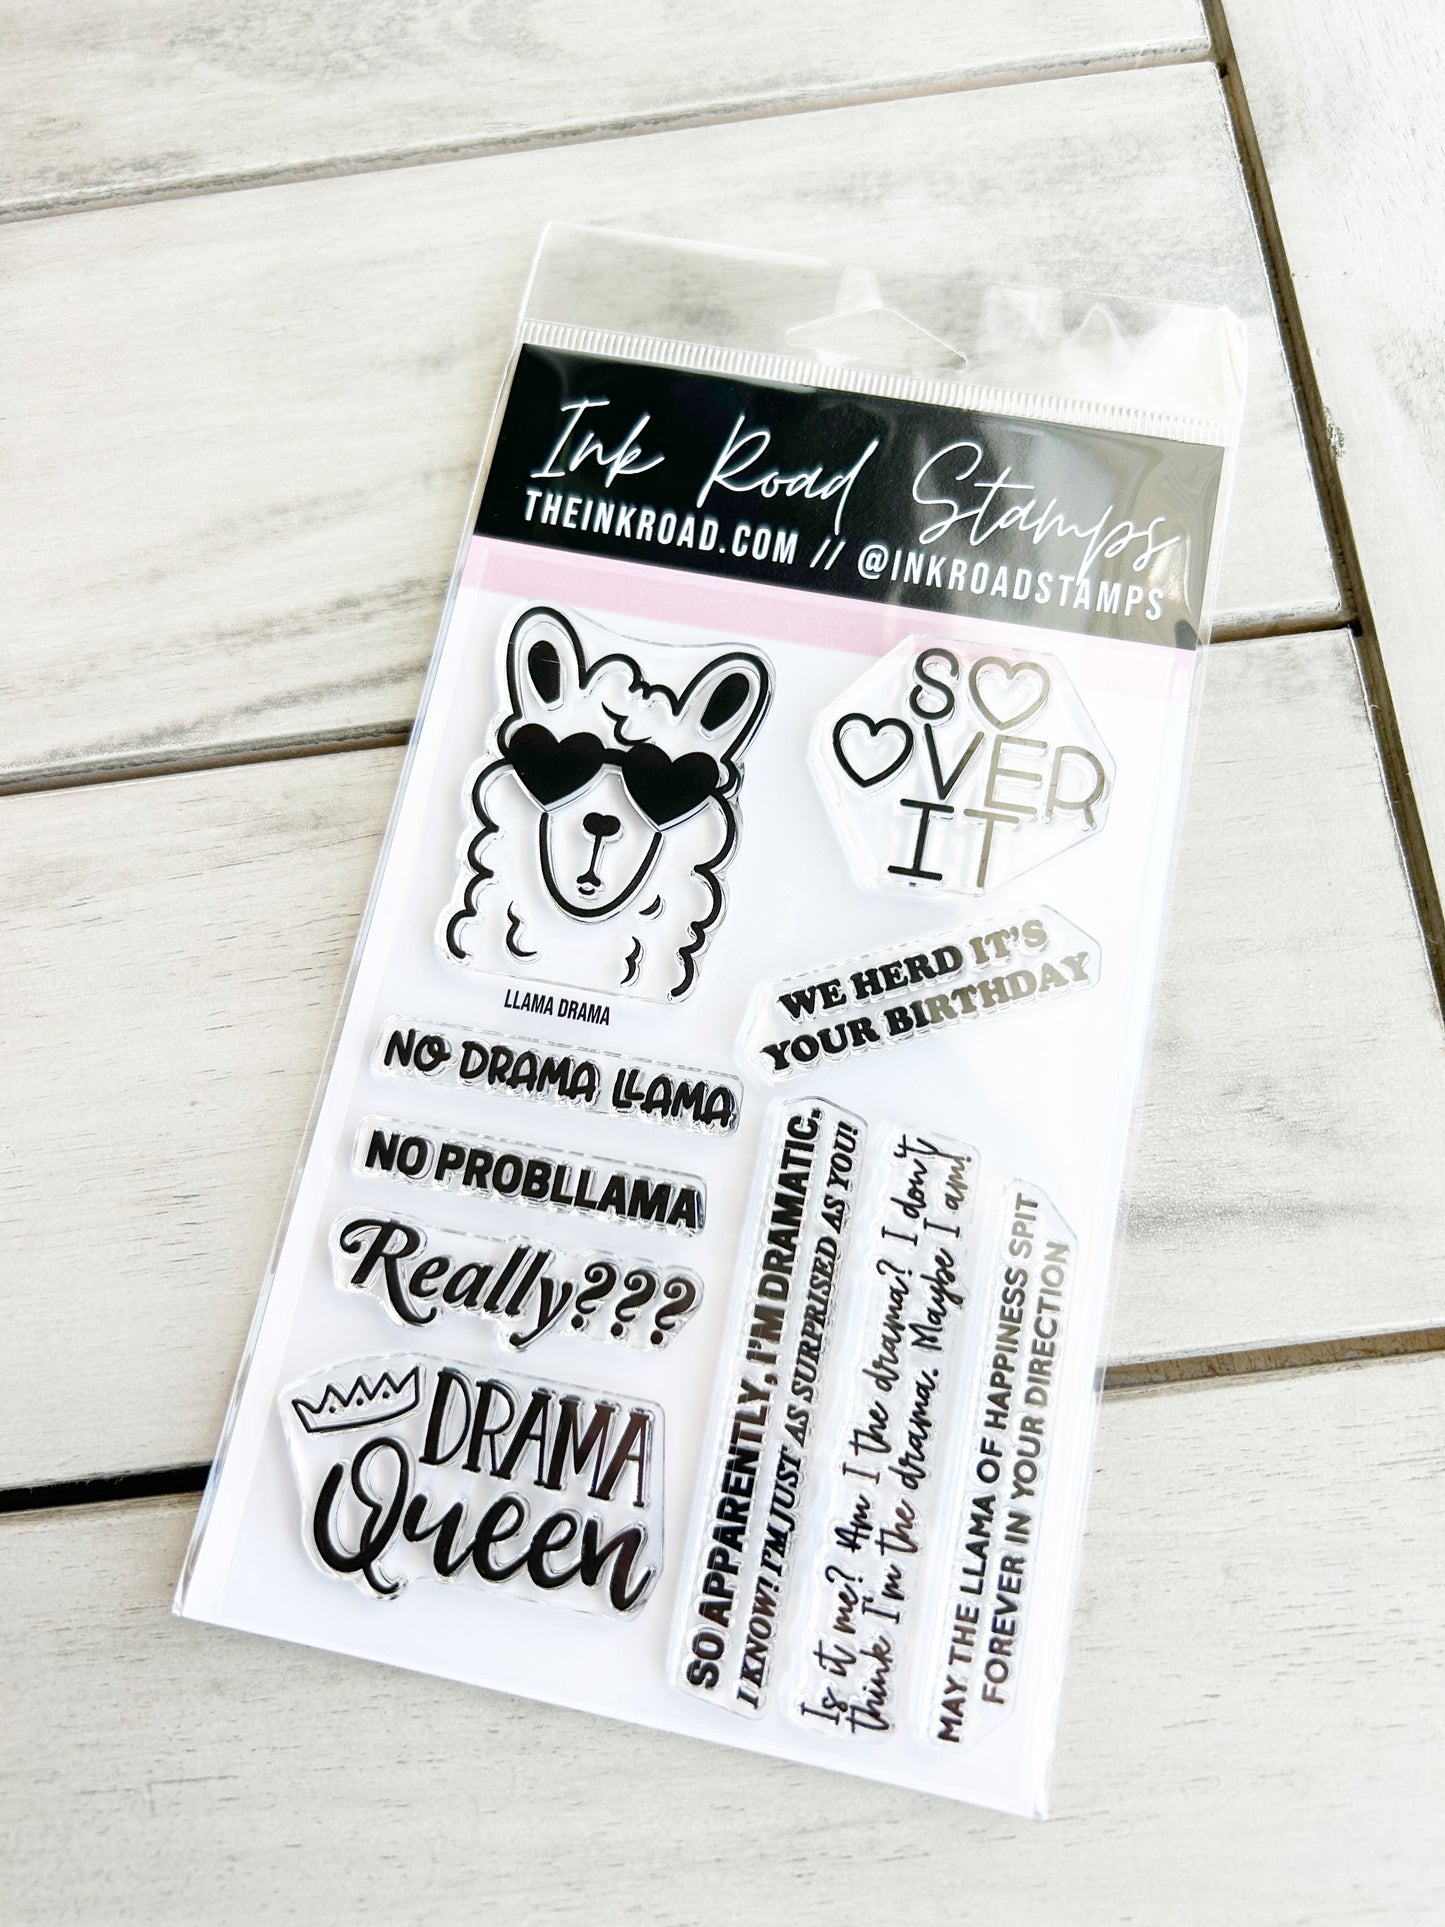 Ink Road Stamps
THEINKROAD.COM // @INKROADSTAMPS
S♡
♡VER
IT
WE HERD IT'S
YOUR BIRTHDAY
LLAMA DRAMA
NO DRAMA LLAMA
NO PROBLLAMA
Really???
DRAMA
Queen
SO APPARENTLY, I'M DRAMATIC.
I KNOW! I'M JUST AS SURPRISED AS YOU!
Is it me? Am I the drama? I don't
think I'm the drama. Maybe I am!
MAY THE LLAMA OF HAPPINESS SPIT
FOREVER IN YOUR DIRECTION